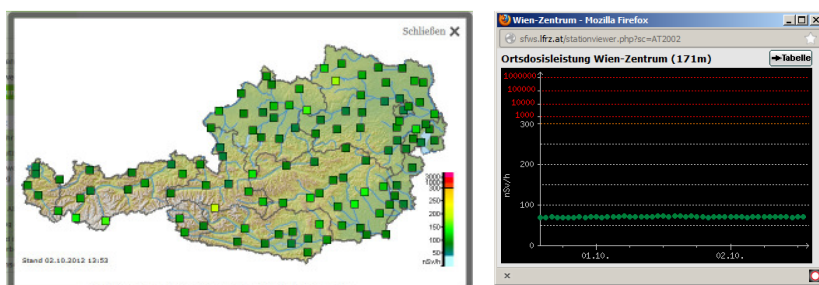 Schließen
3000
1000
300
250
200
150
100
50
nSv/h
Stand 02.10.2012 13:53
Wien-Zentrum - Mozilla Firefox
sfws.lfrz.at/stationviewer.php?sc=AT2002
Ortsdosisleistung Wien-Zentrum (171m)
Tabelle
1000000
100000
10000
1000
300
200
100
0
nSv/h
01.10.
02.10.